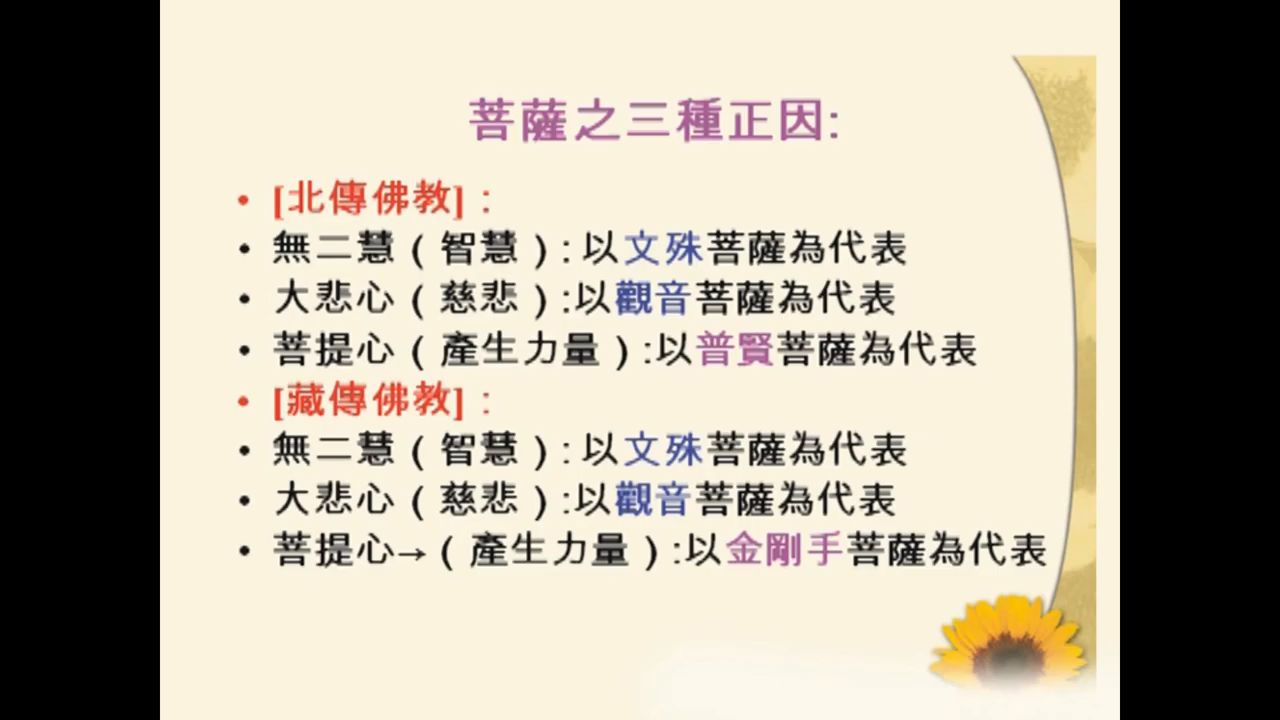 菩薩之三種正因:
• [北傳佛教]：
• 無二慧（智慧）: 以文殊菩薩為代表
• 大悲心（慈悲）:以觀音菩薩為代表
• 菩提心（產生力量）:以普賢菩薩為代表
• [藏傳佛教]：
• 無二慧（智慧）: 以文殊菩薩為代表
• 大悲心（慈悲）:以觀音菩薩為代表
• 菩提心→（產生力量）:以金剛手菩薩為代表